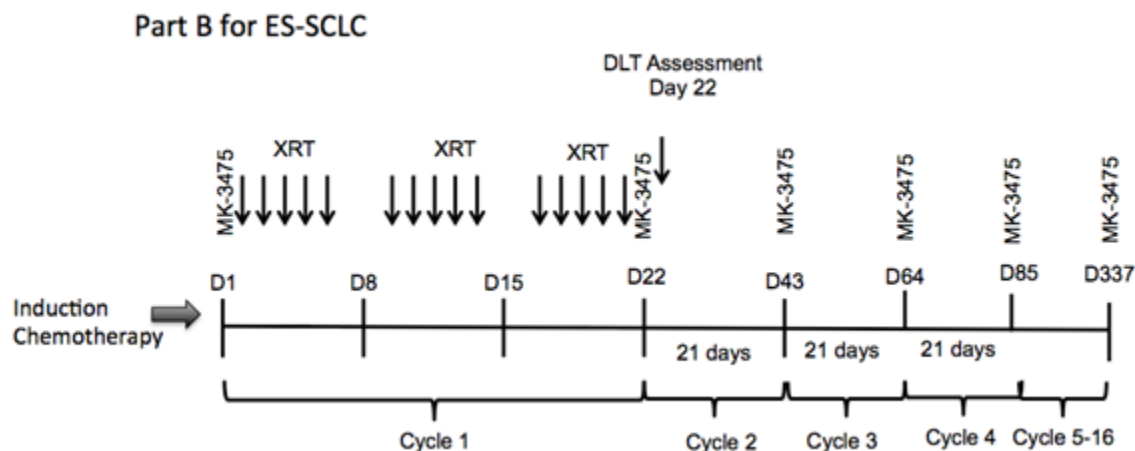 Part B for ES-SCLC
DLT Assessment
Day 22
XRT
XRT
XRT
MK-3475
MK-3475
MK-3475
MK-3475
MK-3475
MK-3475
D1
D8
D15
D22
D43
D64
D85
D337
Induction
Chemotherapy
21 days
21 days
21 days
Cycle 1
Cycle 2
Cycle 3
Cycle 4
Cycle 5-16